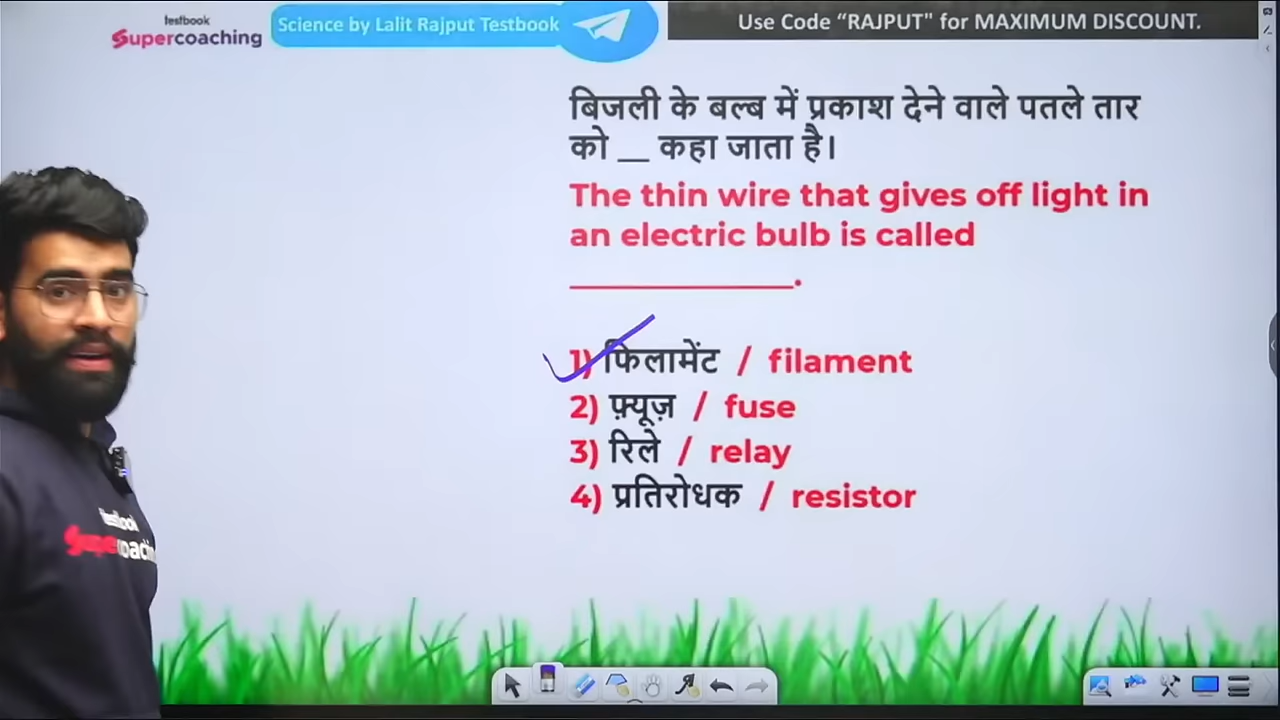 testbook
Supercoaching
Science by Lalit Rajput Testbook
Use Code “RAJPUT" for MAXIMUM DISCOUNT.
बिजली के बल्ब में प्रकाश देने वाले पतले तार
को __ कहा जाता है।
The thin wire that gives off light in
an electric bulb is called
____________.
1) फिलामेंट / filament
2) फ़्यूज़ / fuse
3) रिले / relay
4) प्रतिरोधक / resistor
testbook